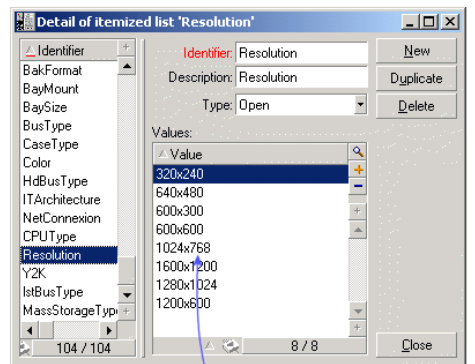 Detail of itemized list 'Resolution'
Identifier
BakFormat
BayMount
BaySize
BusType
CaseType
Color
HdBusType
ITArchitecture
NetConnexion
CPUType
Resolution
Y2K
lstBusType
MassStorageTyp
104 / 104
Identifier: Resolution
Description: Resolution
Type: Open
Values:
Value
320x240
640x480
600x300
600x600
1024x768
1600x1200
1280x1024
1200x600
8 / 8
New
Duplicate
Delete
Close